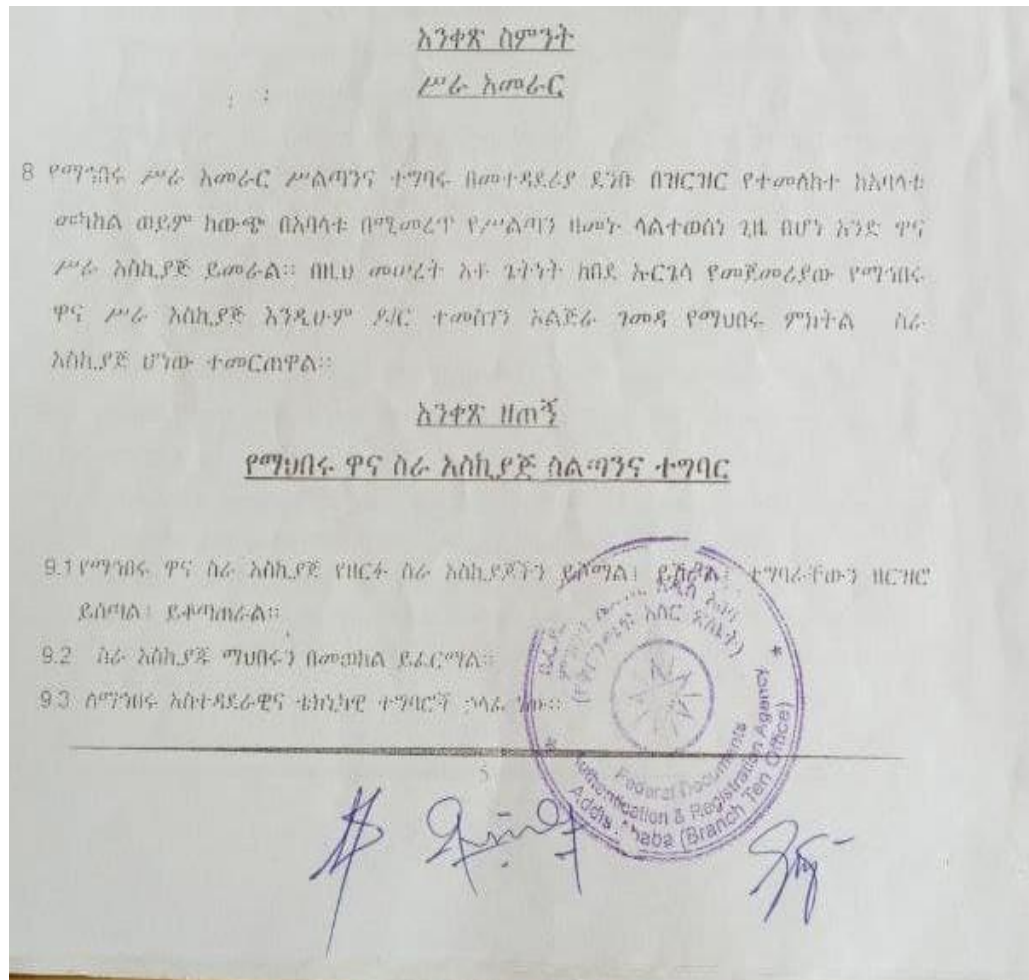 አንቀጽ ስምንት
ሥራ አመራር
8 የማኅበሩ ሥራ አመራር ሥልጣንና ተግባሩ በመተዳደሪያ ደንቡ በዝርዝር የተመለከተ ከአባላቱ
መካከል ወይም ከውጭ በአባላቱ በሚመረጥ የሥልጣን ዘመኑ ላልተወሰነ ጊዜ በሆነ አንድ ዋና
ሥራ አስኪያጅ ይመራል። በዚህ መሠረት አቶ ጌትነት ከበደ ኡርጌሳ የመጀመሪያው የማኅበሩ
ዋና ሥራ አስኪያጅ እንዲሁም ዶ/ር ተመስገን ኦልጅራ ገመዳ የማህበሩ ምክትል ስራ
አስኪያጅ ሆነው ተመርጠዋል።
አንቀጽ ዘጠኝ
የማህበሩ ዋና ስራ አስኪያጅ ስልጣንና ተግባር
9.1 የማኅበሩ ዋና ስራ አስኪያጅ የዘርፉ ስራ አስኪያጆችን ይሾማል፣ ይሽራል፣ ተግባራቸውን ዘርዝሮ
ይሰጣል፣ ይቆጣጠራል።
9.2 ስራ አስኪያጁ ማህበሩን በመወከል ይፈርማል።
9.3 ለማኅበሩ አስተዳደራዊና ቴክኒካዊ ተግባሮች ኃላፊ ነው።
5
Federal Documents
Authentication & Registration Agency
Addis Ababa (Branch Ten Office)